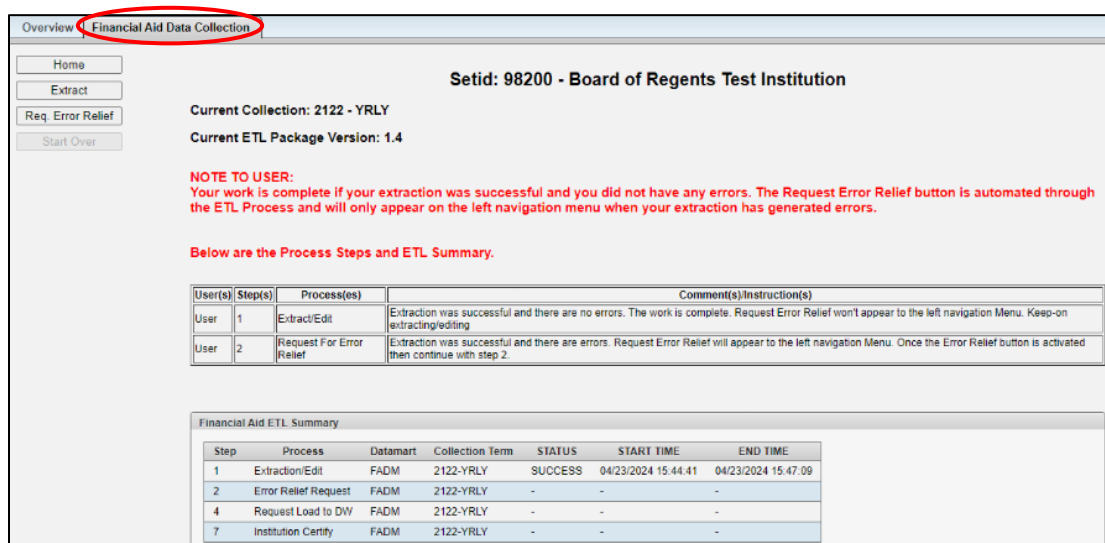 Overview Financial Aid Data Collection
Home
Extract
Req. Error Relief
Start Over
Setid: 98200 - Board of Regents Test Institution
Current Collection: 2122 - YRLY
Current ETL Package Version: 1.4
NOTE TO USER:
Your work is complete if your extraction was successful and you did not have any errors. The Request Error Relief button is automated through
the ETL Process and will only appear on the left navigation menu when your extraction has generated errors.
Below are the Process Steps and ETL Summary.
User(s) Step(s) Process(es) Comment(s)/Instruction(s)
User 1 Extract/Edit Extraction was successful and there are no errors. The work is complete. Request Error Relief won't appear to the left navigation Menu. Keep-on
extracting/editing
User 2 Request For Error Relief Extraction was successful and there are errors. Request Error Relief will appear to the left navigation Menu. Once the Error Relief button is activated
then continue with step 2.
Financial Aid ETL Summary
Step Process Datamart Collection Term STATUS START TIME END TIME
1 Extraction/Edit FADM 2122-YRLY SUCCESS 04/23/2024 15:44:41 04/23/2024 15:47:09
2 Error Relief Request FADM 2122-YRLY - - -
4 Request Load to DW FADM 2122-YRLY - - -
7 Institution Certify FADM 2122-YRLY - - -